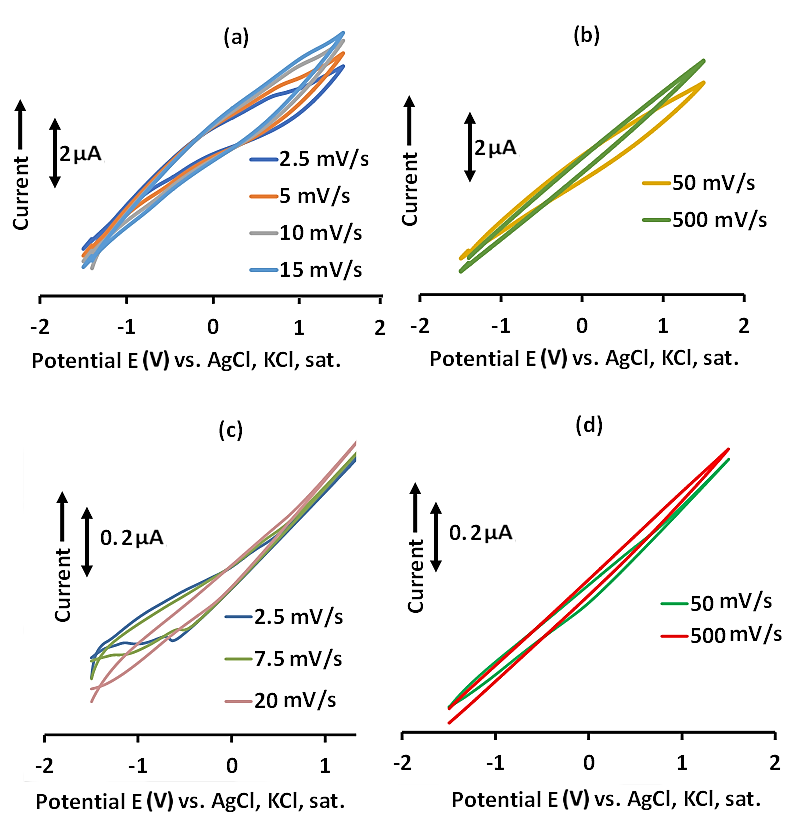 (a)
Current
2μA
2.5 mV/s
5 mV/s
10 mV/s
15 mV/s
-2 -1 0 1 2
Potential E (V) vs. AgCl, KCl, sat.
(b)
Current
2μA
50 mV/s
500 mV/s
-2 -1 0 1 2
Potential E (V) vs. AgCl, KCl, sat.
(c)
Current
0.2μA
2.5 mV/s
7.5 mV/s
20 mV/s
-2 -1 0 1
Potential E (V) vs. AgCl, KCl, sat.
(d)
Current
0.2μA
50 mV/s
500 mV/s
-2 -1 0 1 2
Potential E (V) vs. AgCl, KCl, sat.